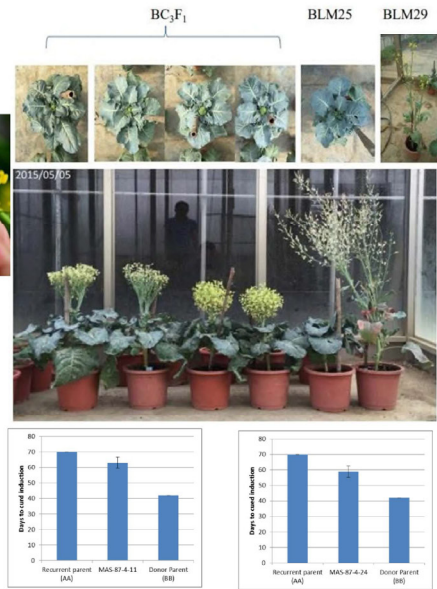 BC3F1 BLM25 BLM29
2015/05/05
Days to curd induction
80
70
60
50
40
30
20
10
0
Recurrent parent (AA)
MAS-87-4-11
Donor Parent (BB)
Days to curd induction
80
70
60
50
40
30
20
10
0
Recurrent parent (AA)
MAS-87-4-24
Donor Parent (BB)